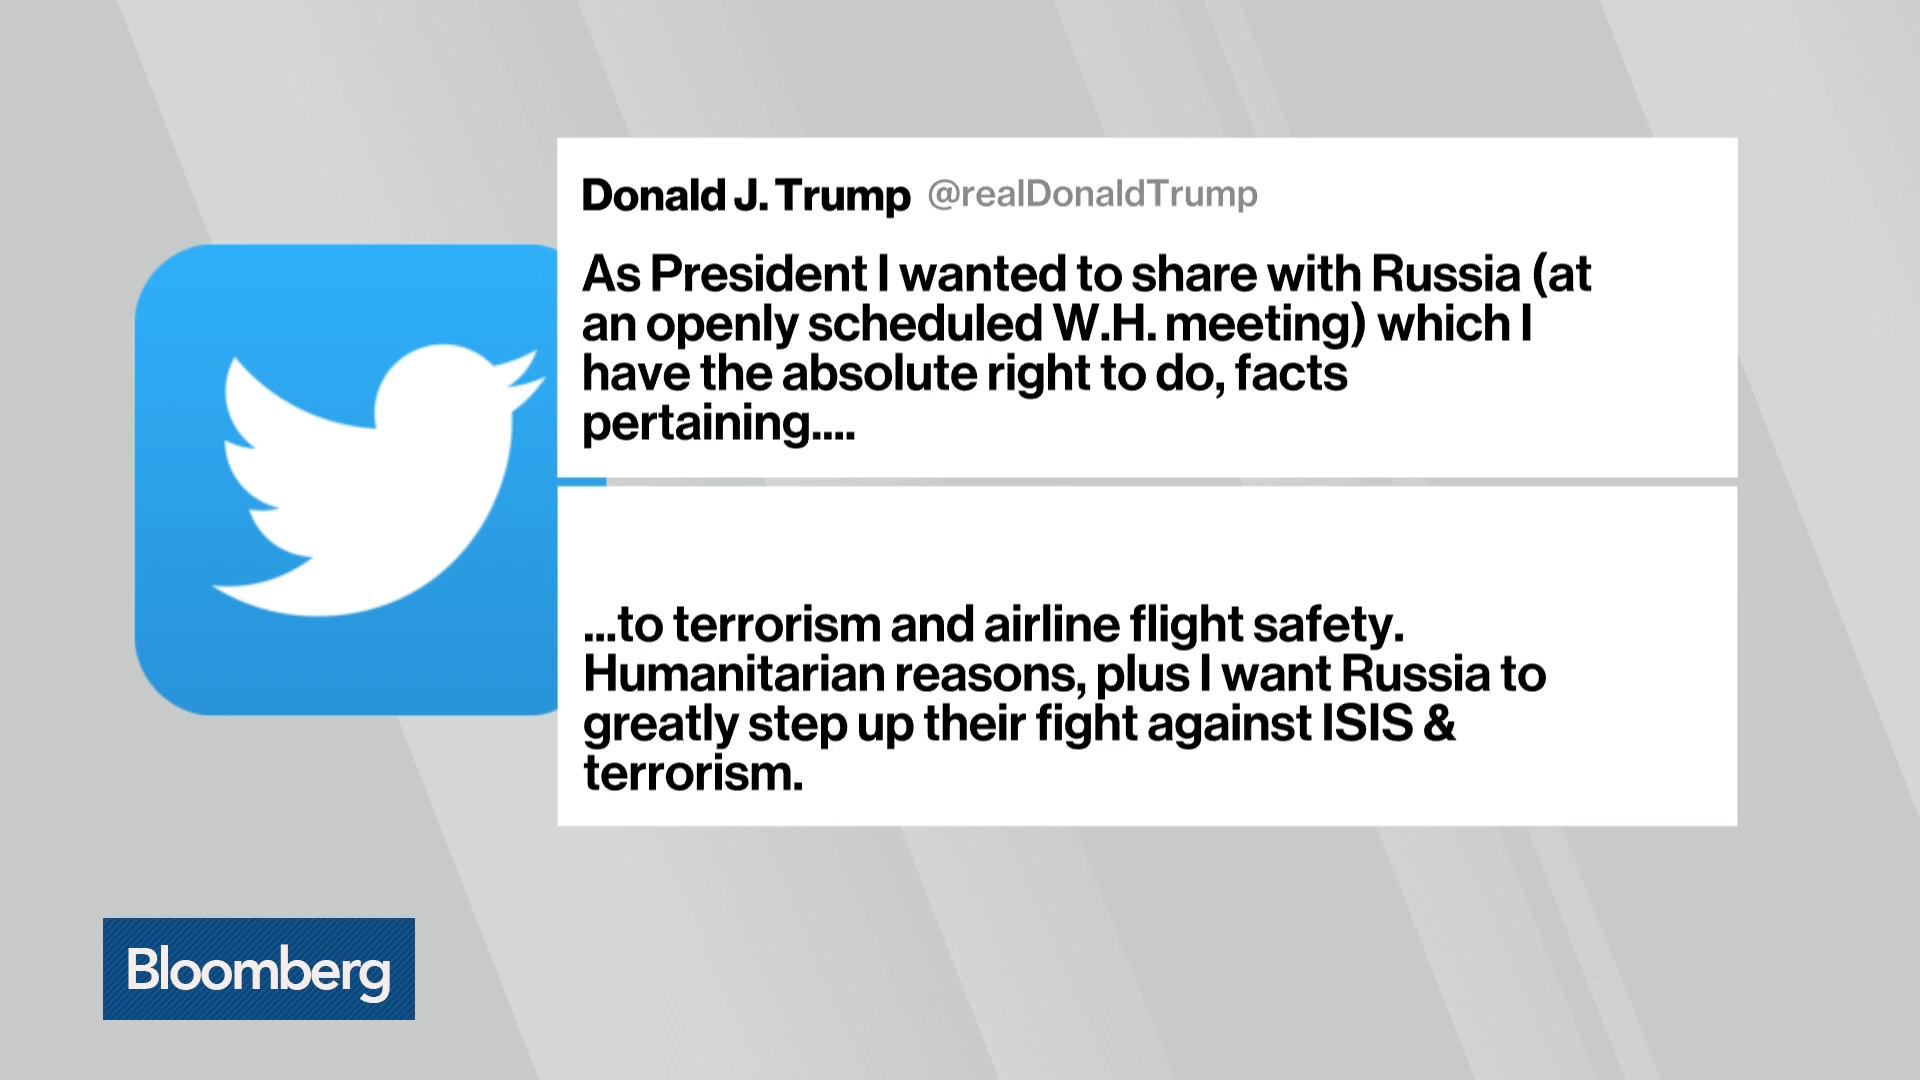 Donald J. Trump @realDonaldTrump
As President I wanted to share with Russia (at
an openly scheduled W.H. meeting) which I
have the absolute right to do, facts
pertaining....
...to terrorism and airline flight safety.
Humanitarian reasons, plus I want Russia to
greatly step up their fight against ISIS &
terrorism.
Bloomberg